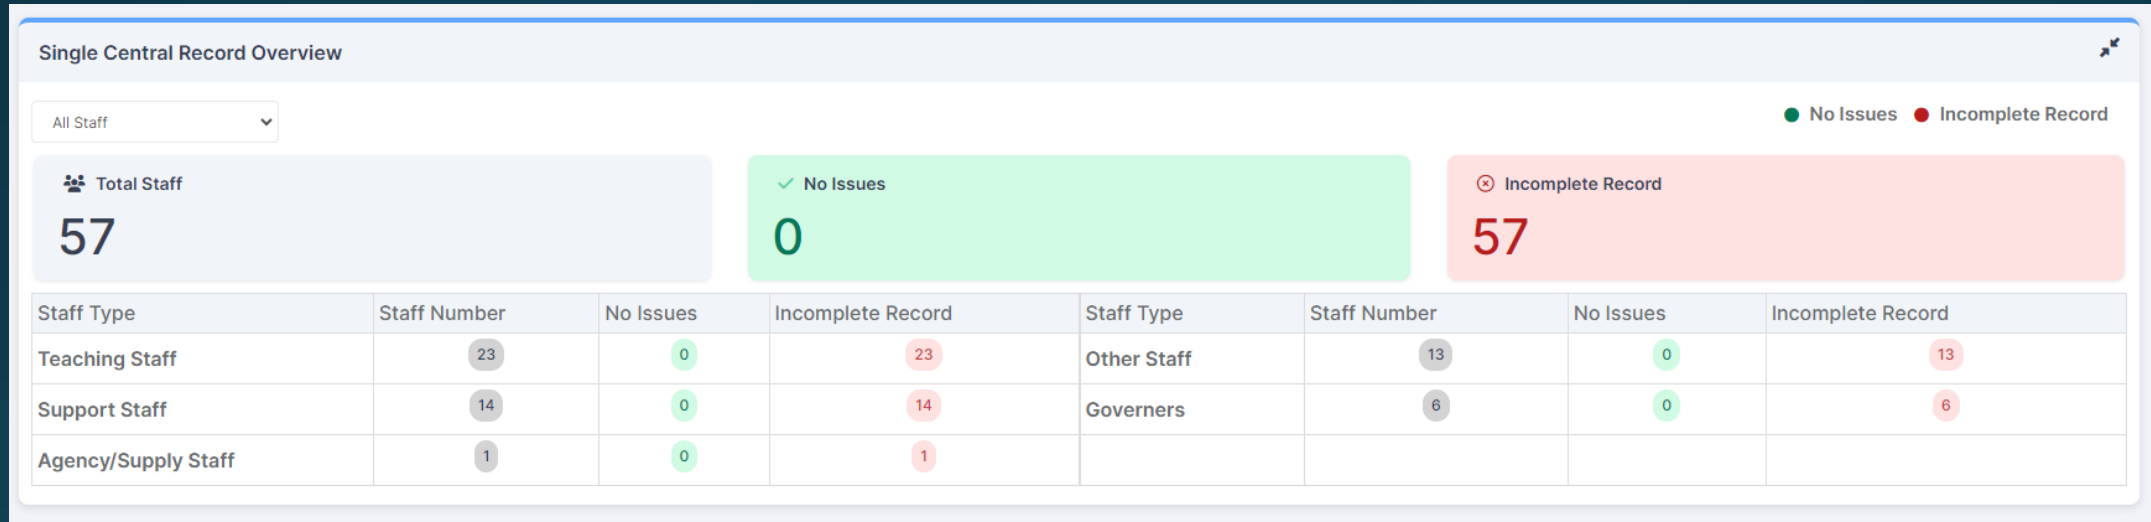 Single Central Record Overview
All Staff
No Issues Incomplete Record
Total Staff
57
No Issues
0
Incomplete Record
57
Staff Type Staff Number No Issues Incomplete Record Staff Type Staff Number No Issues Incomplete Record
Teaching Staff 23 0 23 Other Staff 13 0 13
Support Staff 14 0 14 Governers 6 0 6
Agency/Supply Staff 1 0 1